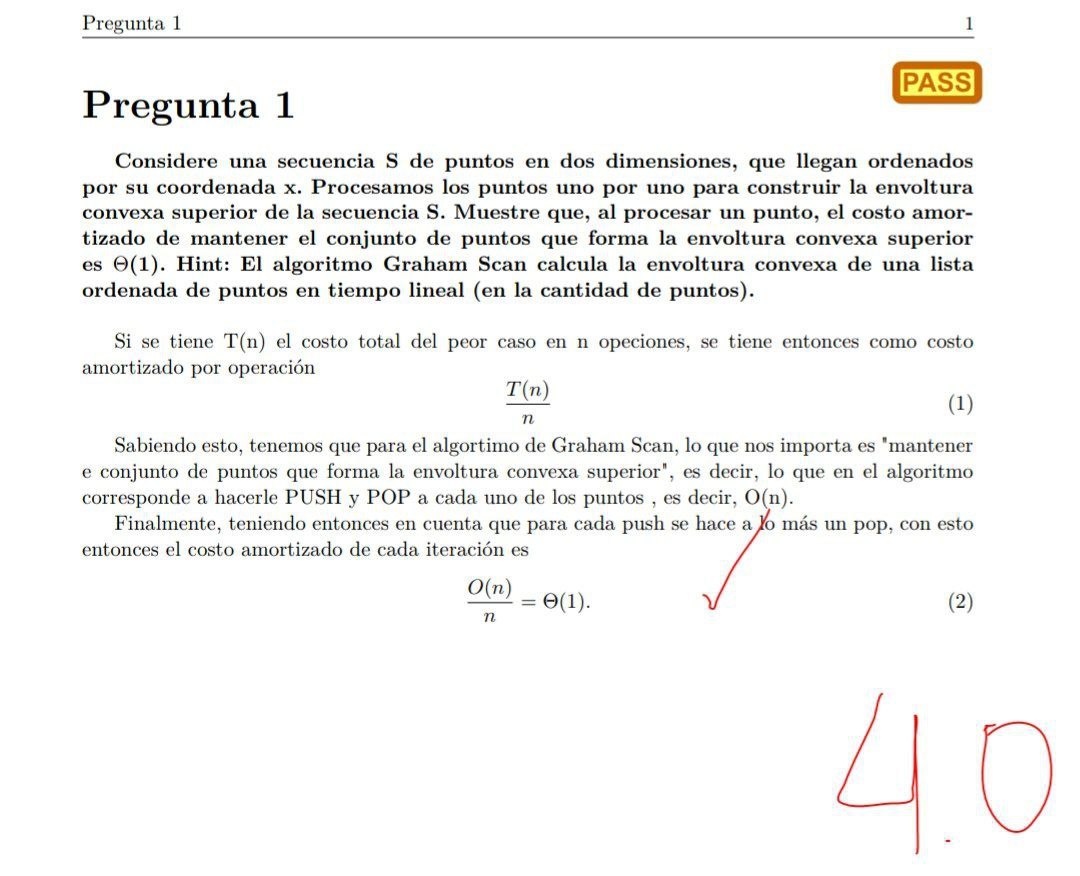 Pregunta 1 1
PASS
Pregunta 1
Considere una secuencia S de puntos en dos dimensiones, que llegan ordenados
por su coordenada x. Procesamos los puntos uno por uno para construir la envoltura
convexa superior de la secuencia S. Muestre que, al procesar un punto, el costo amor-
tizado de mantener el conjunto de puntos que forma la envoltura convexa superior
es Θ(1). Hint: El algoritmo Graham Scan calcula la envoltura convexa de una lista
ordenada de puntos en tiempo lineal (en la cantidad de puntos).
Si se tiene T(n) el costo total del peor caso en n opeciones, se tiene entonces como costo
amortizado por operación
T(n)
n
(1)
Sabiendo esto, tenemos que para el algortimo de Graham Scan, lo que nos importa es "mantener
e conjunto de puntos que forma la envoltura convexa superior", es decir, lo que en el algoritmo
corresponde a hacerle PUSH y POP a cada uno de los puntos , es decir, O(n).
Finalmente, teniendo entonces en cuenta que para cada push se hace a lo más un pop, con esto
entonces el costo amortizado de cada iteración es
O(n)
n
= Θ(1).
(2)
4.0